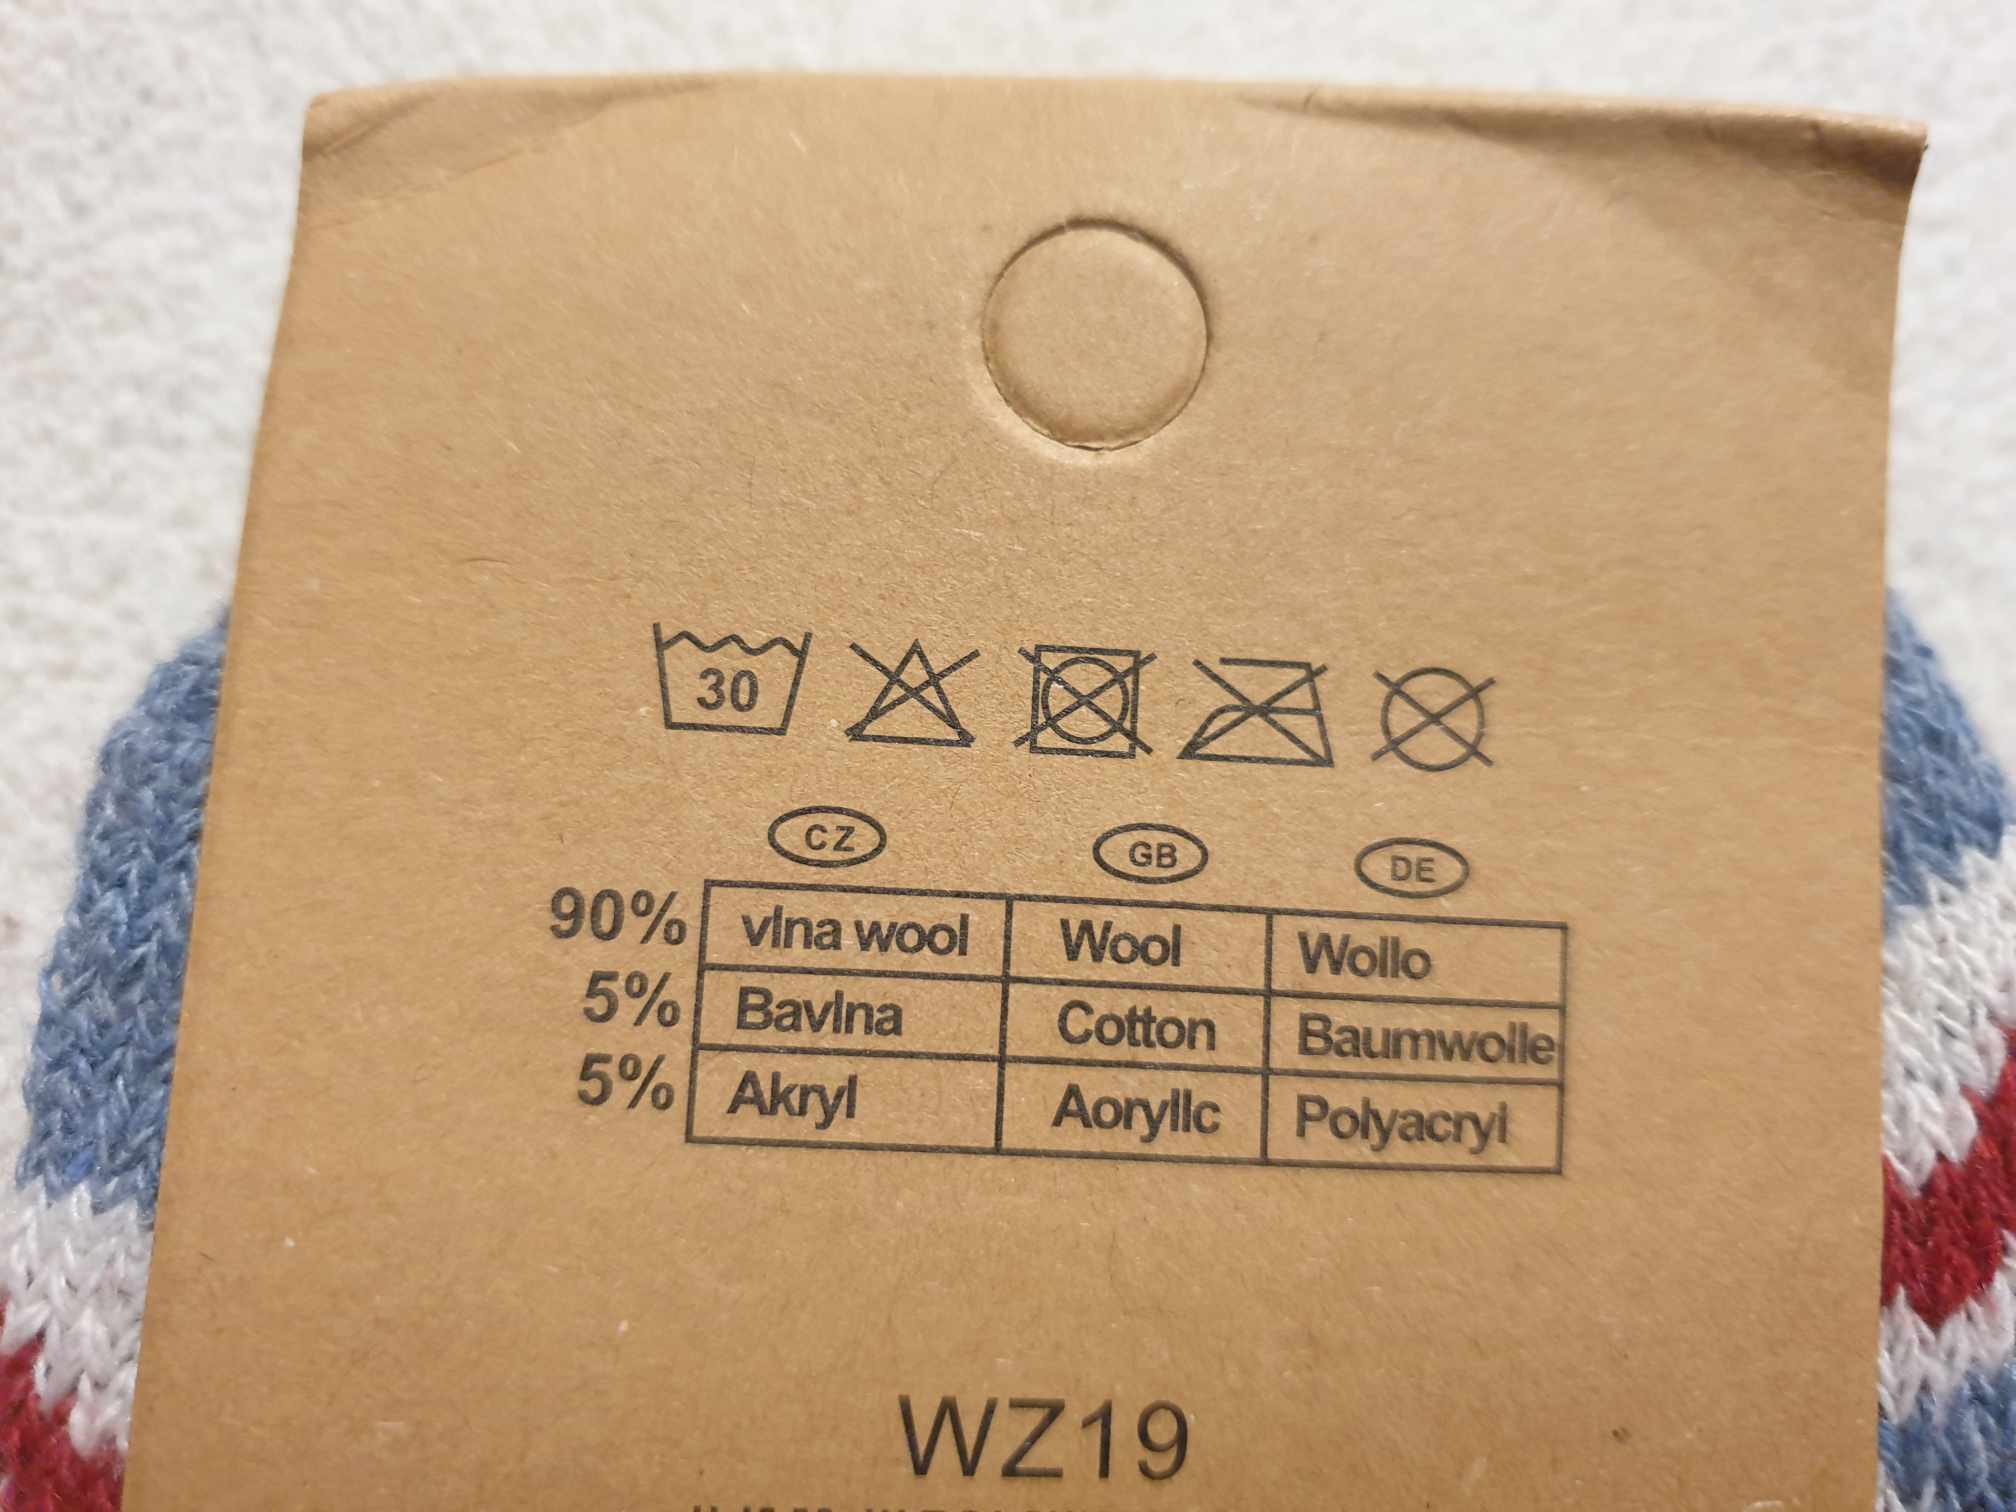 30
CZ GB DE
90% vlna wool Wool Wollo
5% Bavlna Cotton Baumwolle
5% Akryl Aoryllc Polyacryl
WZ19